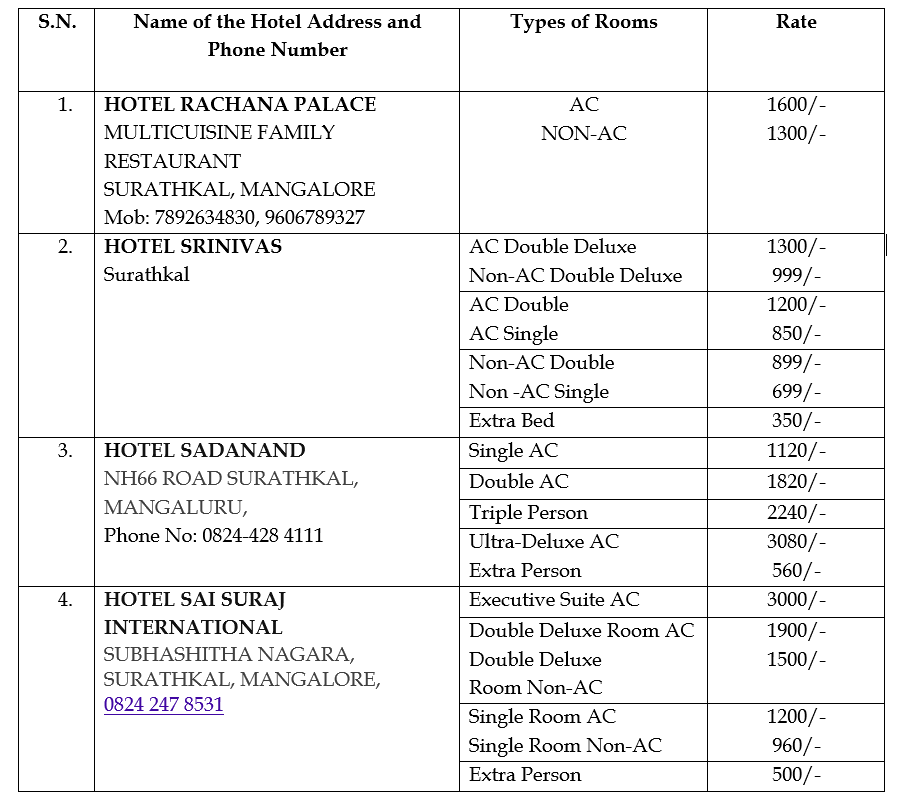 S.N. Name of the Hotel Address and Types of Rooms Rate
Phone Number
1. HOTEL RACHANA PALACE AC 1600/-
MULTICUISINE FAMILY NON-AC 1300/-
RESTAURANT
SURATHKAL, MANGALORE
Mob: 7892634830, 9606789327
2. HOTEL SRINIVAS AC Double Deluxe 1300/-
Surathkal Non-AC Double Deluxe 999/-
AC Double 1200/-
AC Single 850/-
Non-AC Double 899/-
Non -AC Single 699/-
Extra Bed 350/-
3. HOTEL SADANAND Single AC 1120/-
NH66 ROAD SURATHKAL, Double AC 1820/-
MANGALURU, Triple Person 2240/-
Phone No: 0824-428 4111 Ultra-Deluxe AC 3080/-
Extra Person 560/-
4. HOTEL SAI SURAJ Executive Suite AC 3000/-
INTERNATIONAL Double Deluxe Room AC 1900/-
SUBHASHITHA NAGARA, Double Deluxe 1500/-
SURATHKAL, MANGALORE, Room Non-AC
0824 247 8531 Single Room AC 1200/-
Single Room Non-AC 960/-
Extra Person 500/-